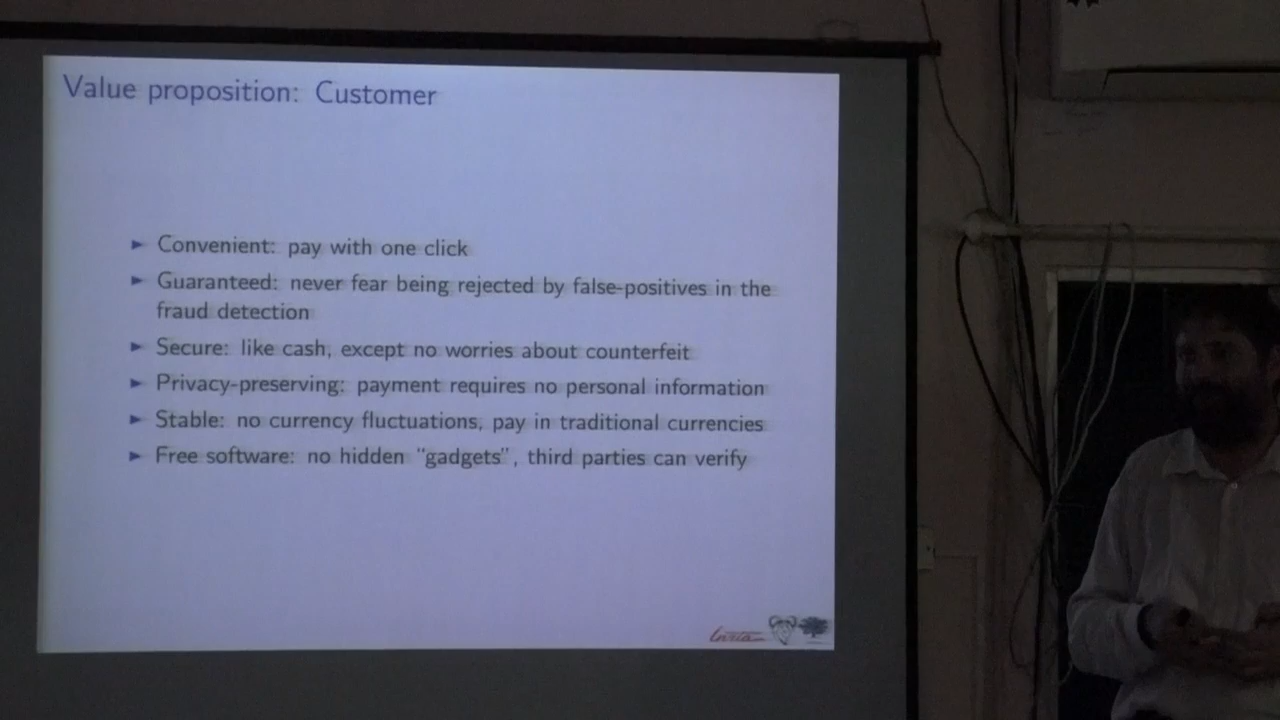 Value proposition: Customer
► Convenient: pay with one click
► Guaranteed: never fear being rejected by false-positives in the
fraud detection
► Secure: like cash, except no worries about counterfeit
► Privacy-preserving: payment requires no personal information
► Stable: no currency fluctuations, pay in traditional currencies
► Free software: no hidden “gadgets”, third parties can verify
Inria